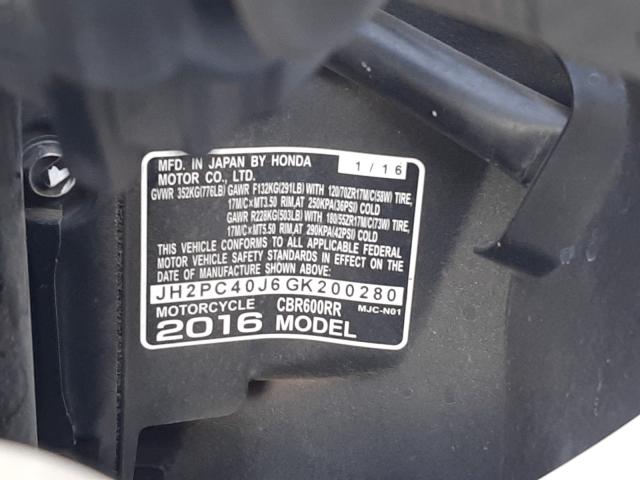 MFD. IN JAPAN BY HONDA 1/16
MOTOR CO., LTD.
GVWR 352KG(776LB) GAWR F132KG(291LB) WITH 120/70ZR17M/C(58W) TIRE,
17M/C×MT3.50 RIM, AT 250KPA(36PSI) COLD
GAWR R228KG(503LB) WITH 180/55ZR17M/C(73W) TIRE,
17M/C×MT5.50 RIM, AT 290KPA(42PSI) COLD
THIS VEHICLE CONFORMS TO ALL APPLICABLE FEDERAL
MOTOR VEHICLE SAFETY STANDARDS IN EFFECT ON THE
DATE OF MANUFACTURE SHOWN ABOVE.
JH2PC40J6GK200280
MOTORCYCLE CBR600RR MJC-N01
2016 MODEL